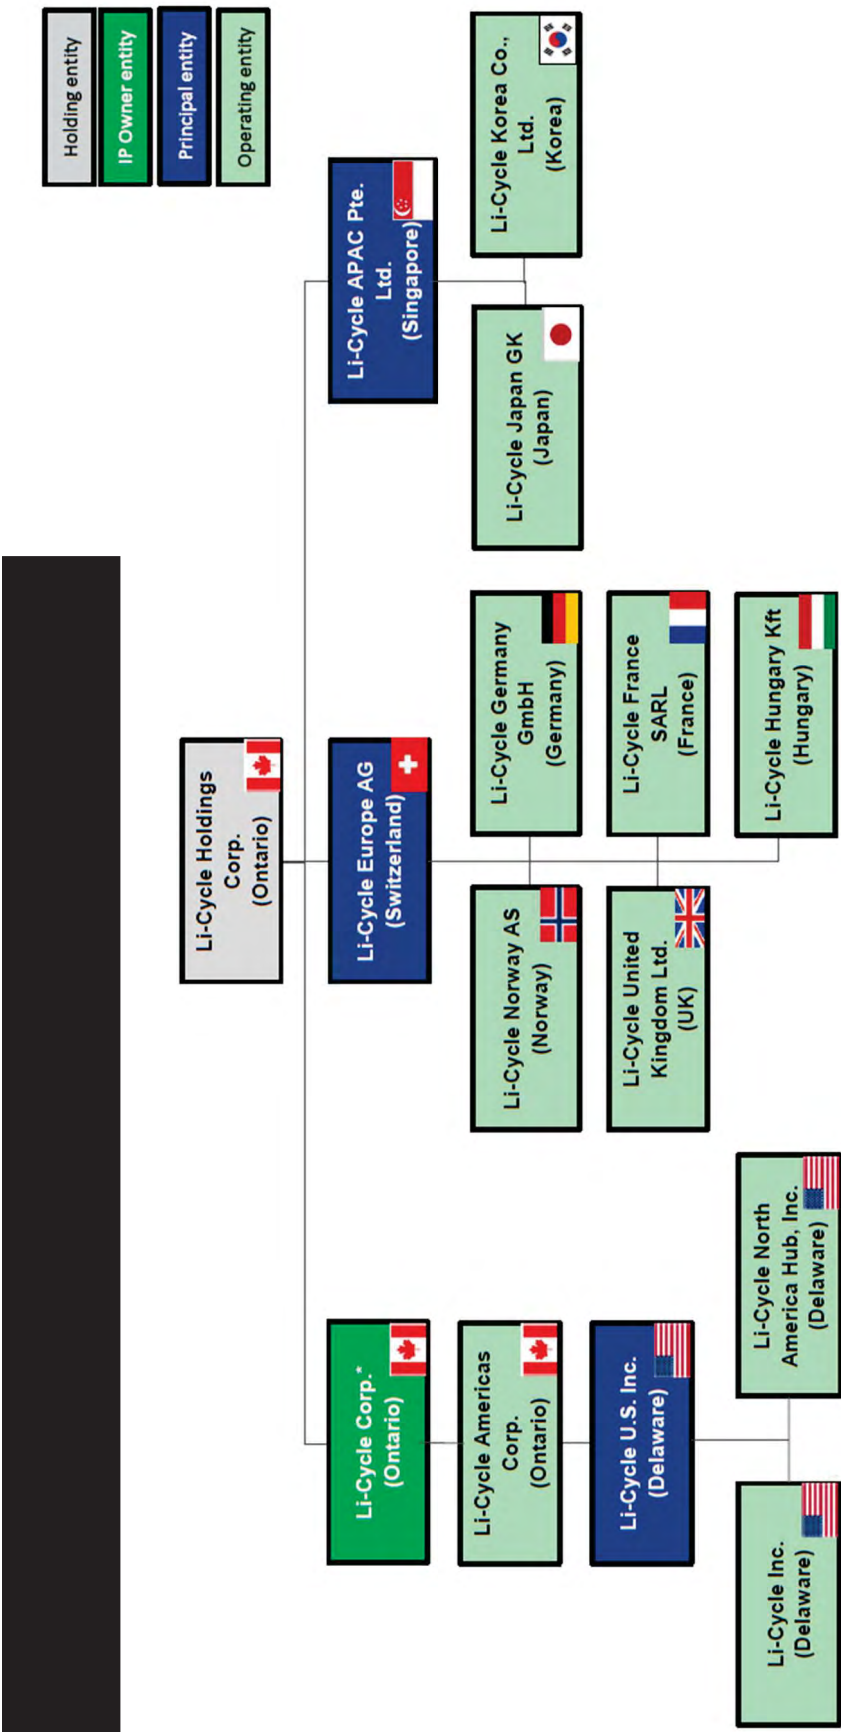 Holding entity
IP Owner entity
Principal entity
Operating entity
Li-Cycle Holdings
Corp.
(Ontario)
Li-Cycle Corp.*
(Ontario)
Li-Cycle Europe AG
(Switzerland)
Li-Cycle APAC Pte.
Ltd.
(Singapore)
Li-Cycle Americas
Corp.
(Ontario)
Li-Cycle Norway AS
(Norway)
Li-Cycle Germany
GmbH
(Germany)
Li-Cycle Japan GK
(Japan)
Li-Cycle Korea Co.,
Ltd.
(Korea)
Li-Cycle U.S. Inc.
(Delaware)
Li-Cycle United
Kingdom Ltd.
(UK)
Li-Cycle France
SARL
(France)
Li-Cycle Inc.
(Delaware)
Li-Cycle North
America Hub, Inc.
(Delaware)
Li-Cycle Hungary Kft
(Hungary)